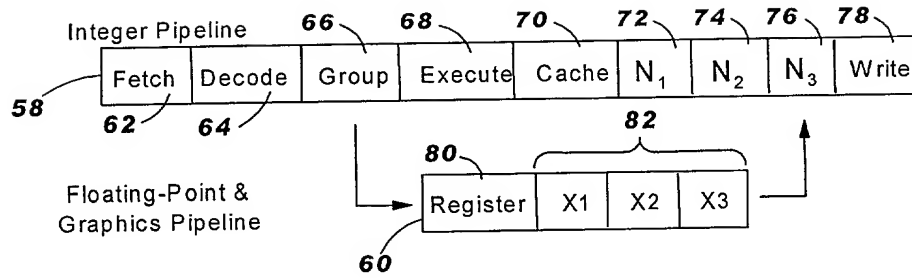 Integer Pipeline
66 68 70 72 74 76 78
58 Fetch Decode Group Execute Cache N1 N2 N3 Write
62 64
82
80
Floating-Point &
Graphics Pipeline
Register X1 X2 X3
60